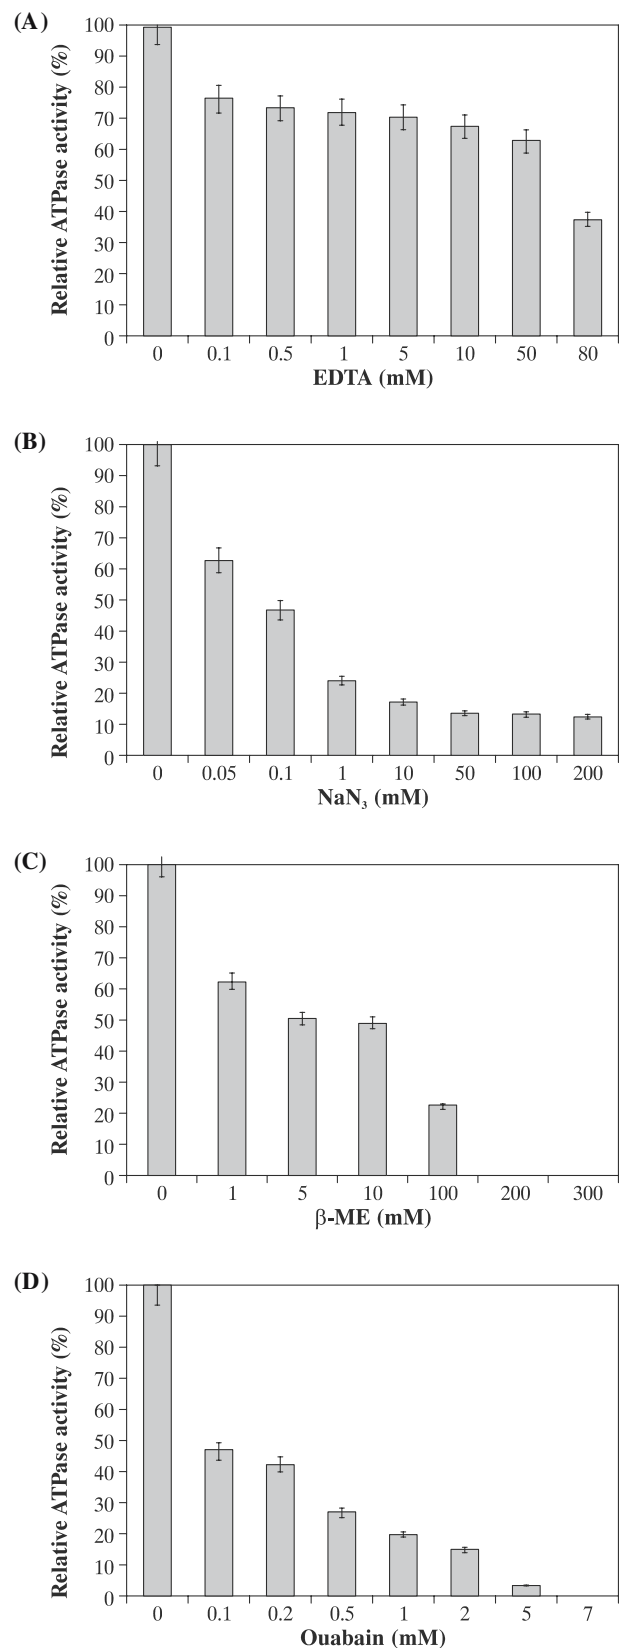 (A)
Relative ATPase activity (%)
100
90
80
70
60
50
40
30
20
10
0
0 0.1 0.5 1 5 10 50 80
EDTA (mM)
(B)
Relative ATPase activity (%)
100
90
80
70
60
50
40
30
20
10
0
0 0.05 0.1 1 10 50 100 200
NaN₃ (mM)
(C)
Relative ATPase activity (%)
100
90
80
70
60
50
40
30
20
10
0
0 1 5 10 100 200 300
β-ME (mM)
(D)
Relative ATPase activity (%)
100
90
80
70
60
50
40
30
20
10
0
0 0.1 0.2 0.5 1 2 5 7
Ouabain (mM)